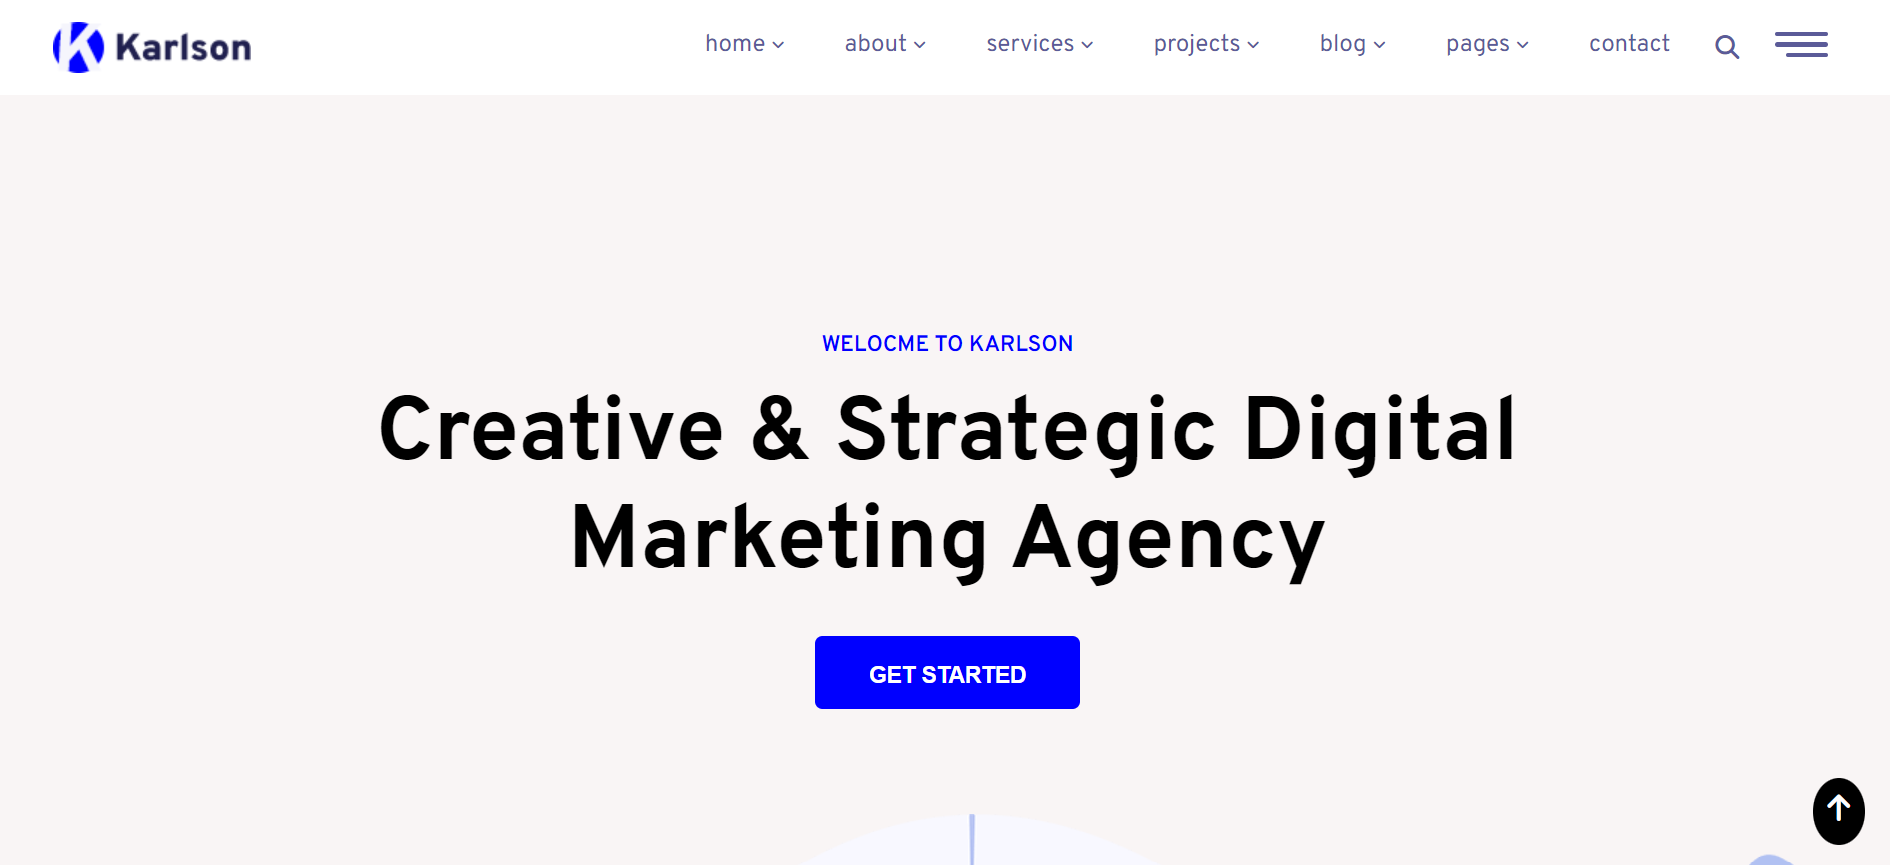 Karlson
home about services projects blog pages contact
WELOCME TO KARLSON
Creative & Strategic Digital
Marketing Agency
GET STARTED